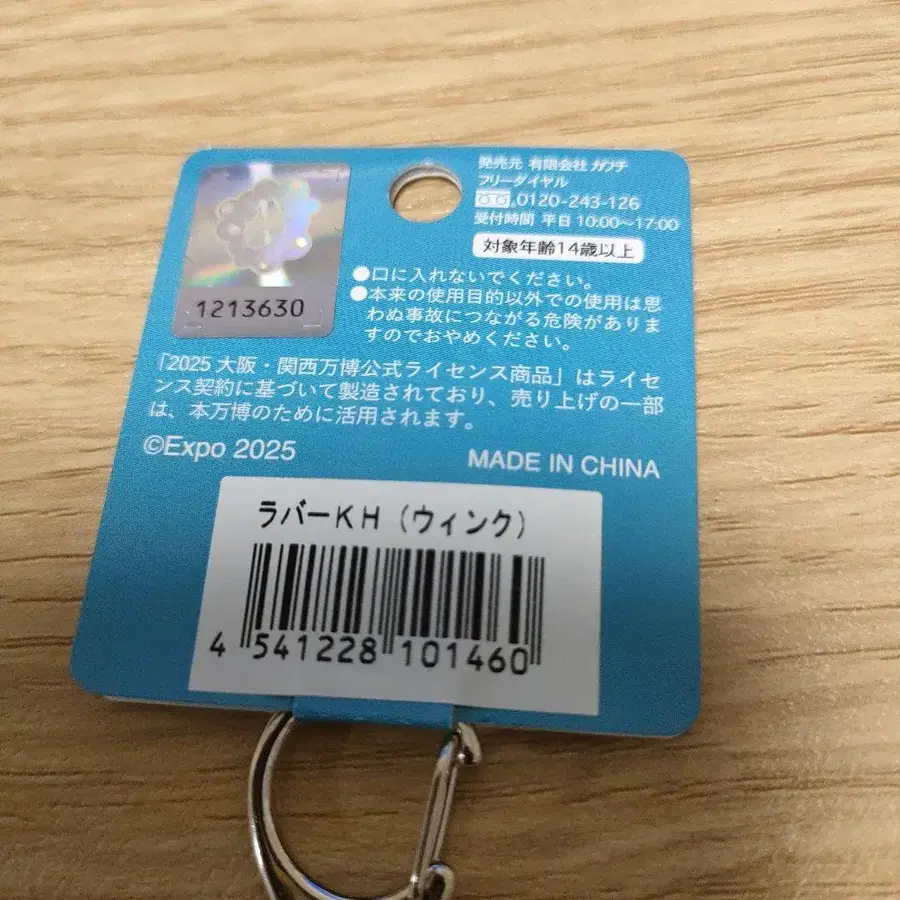 発売元 有限会社 カワチ
フリーダイヤル
0120-243-126
受付時間 平日 10:00〜17:00
対象年齢14歳以上
1213630
●口に入れないでください。
●本来の使用目的以外での使用は思
わぬ事故につながる危険がありま
すのでおやめください。
「2025 大阪・関西万博公式ライセンス商品」はライセ
ンス契約に基づいて製造されており、売り上げの一部
は、本万博のために活用されます。
©Expo 2025
MADE IN CHINA
ラバーKH（ウィンク）
4 541228 101460